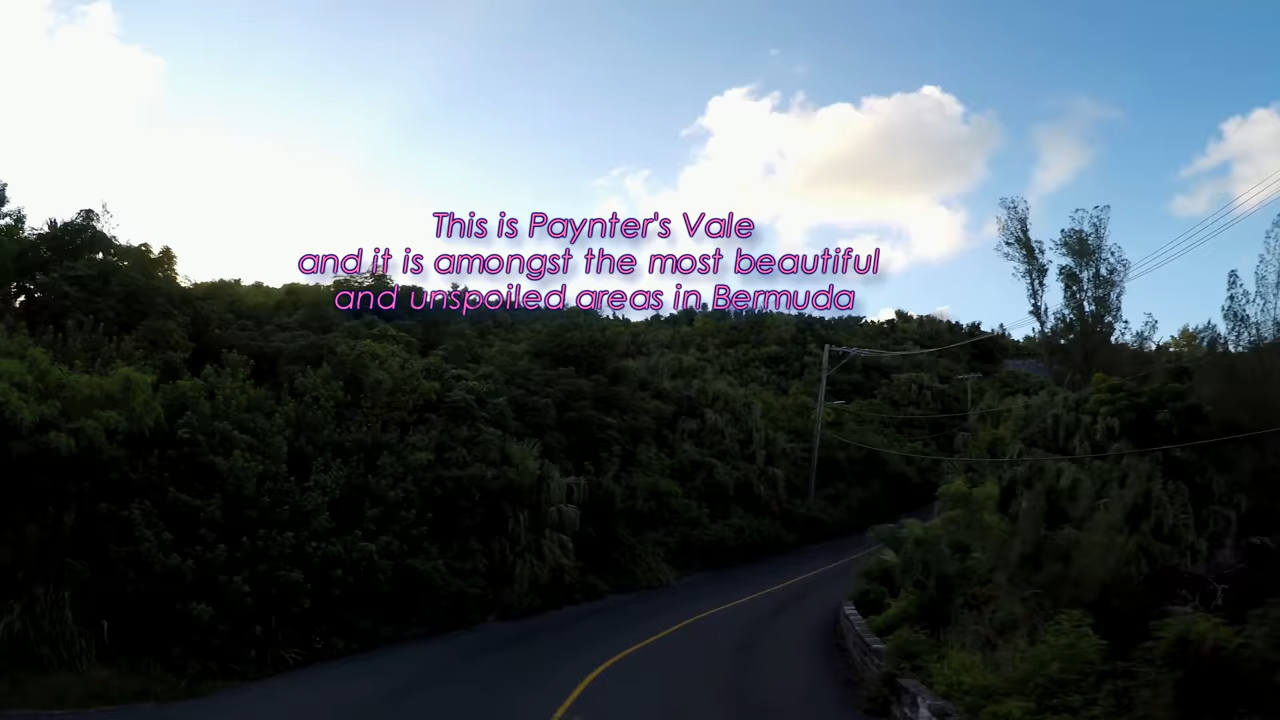 This is Paynter's Vale
and it is amongst the most beautiful
and unspoiled areas in Bermuda